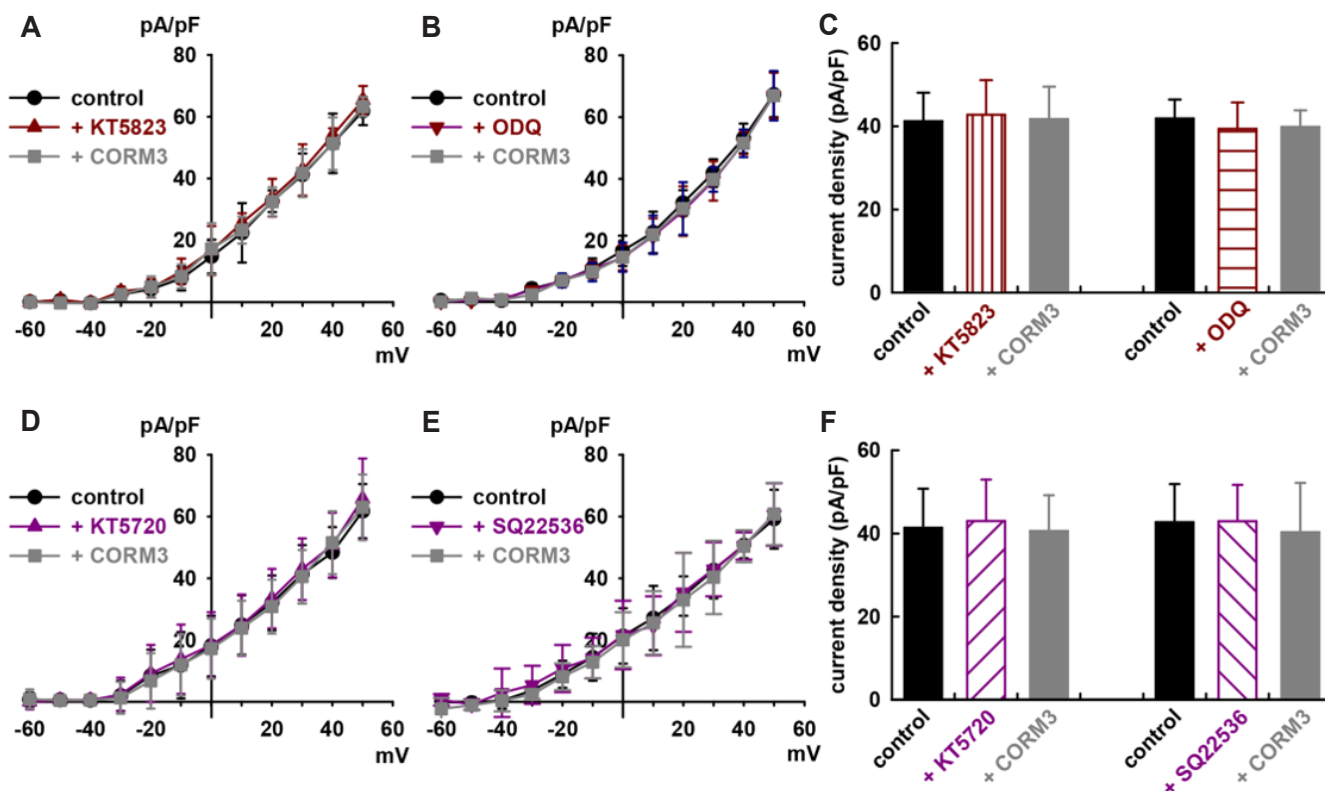 A
pA/pF
80
60
40
20
-60
-40
-20
20
40
60
mV
control
+ KT5823
+ CORM3
B
pA/pF
80
60
40
20
-60
-40
-20
20
40
60
mV
control
+ ODQ
+ CORM3
C
current density (pA/pF)
60
40
20
0
control
+ KT5823
+ CORM3
control
+ ODQ
+ CORM3
D
pA/pF
80
60
40
20
-60
-40
-20
20
40
60
mV
control
+ KT5720
+ CORM3
E
pA/pF
80
60
40
20
-60
-40
-20
20
40
60
mV
control
+ SQ22536
+ CORM3
F
current density (pA/pF)
60
40
20
0
control
+ KT5720
+ CORM3
control
+ SQ22536
+ CORM3